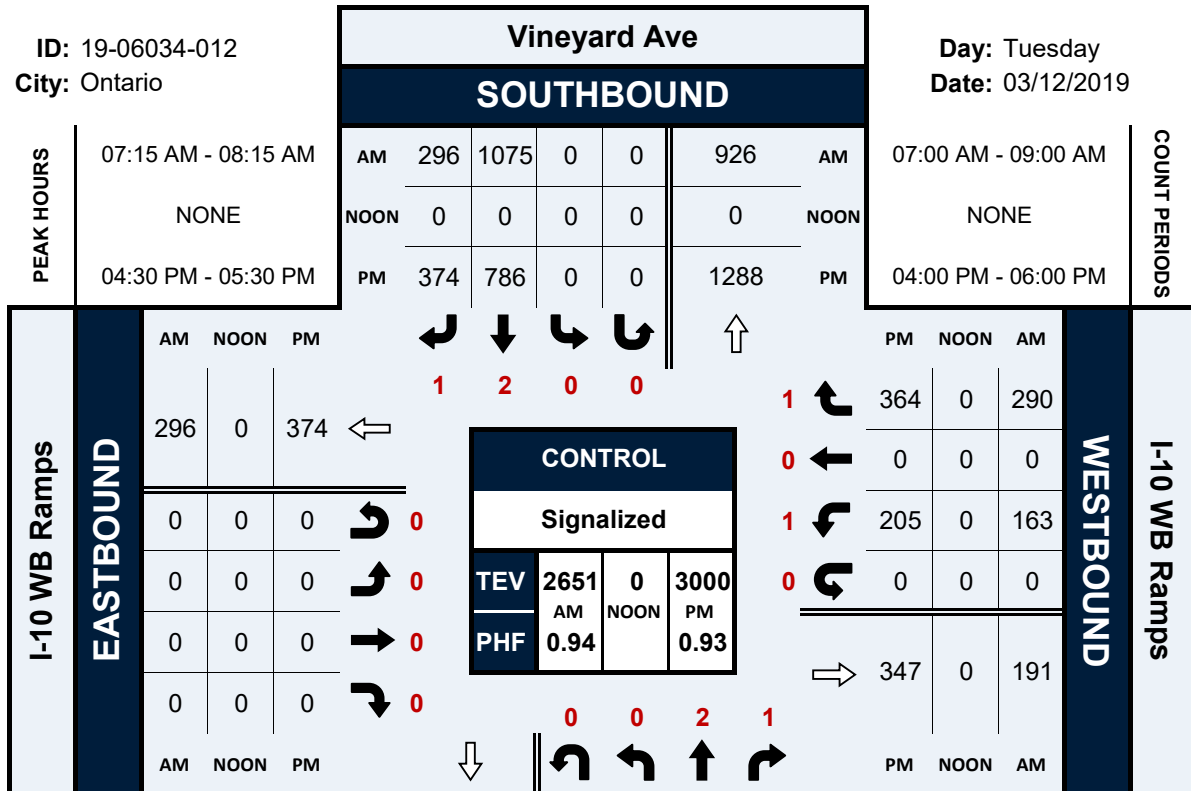 ID: 19-06034-012
City: Ontario
Vineyard Ave
SOUTHBOUND
Day: Tuesday
Date: 03/12/2019
PEAK HOURS
07:15 AM - 08:15 AM
NONE
04:30 PM - 05:30 PM
AM 296 1075 0 0 926 AM
NOON 0 0 0 0 0 NOON
PM 374 786 0 0 1288 PM
07:00 AM - 09:00 AM
NONE
04:00 PM - 06:00 PM
COUNT PERIODS
1 2 0 0
I-10 WB Ramps
EASTBOUND
AM NOON PM
296 0 374
0 0 0 0
0 0 0 0
0 0 0 0
0 0 0 0
AM NOON PM
CONTROL
Signalized
TEV 2651 0 3000
AM NOON PM
PHF 0.94 0.93
PM NOON AM
1 364 0 290
0 0 0 0
1 205 0 163
0 0 0 0
347 0 191
PM NOON AM
WESTBOUND
I-10 WB Ramps
0 0 2 1